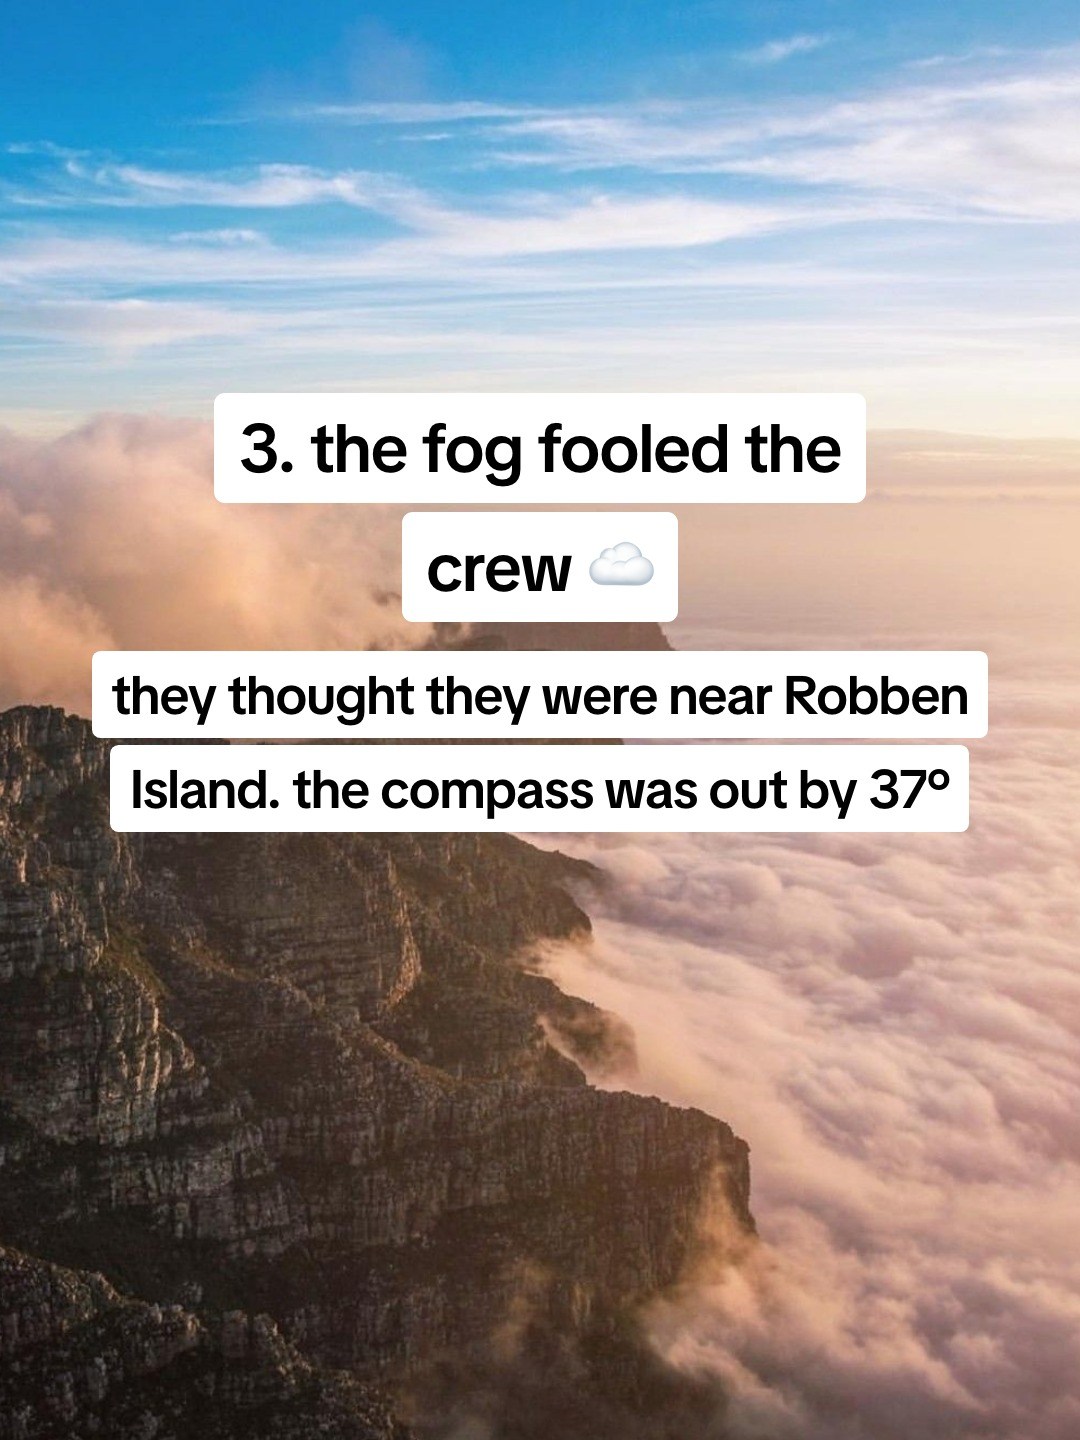 3. the fog fooled the
crew ☁️
they thought they were near Robben
Island. the compass was out by 37°